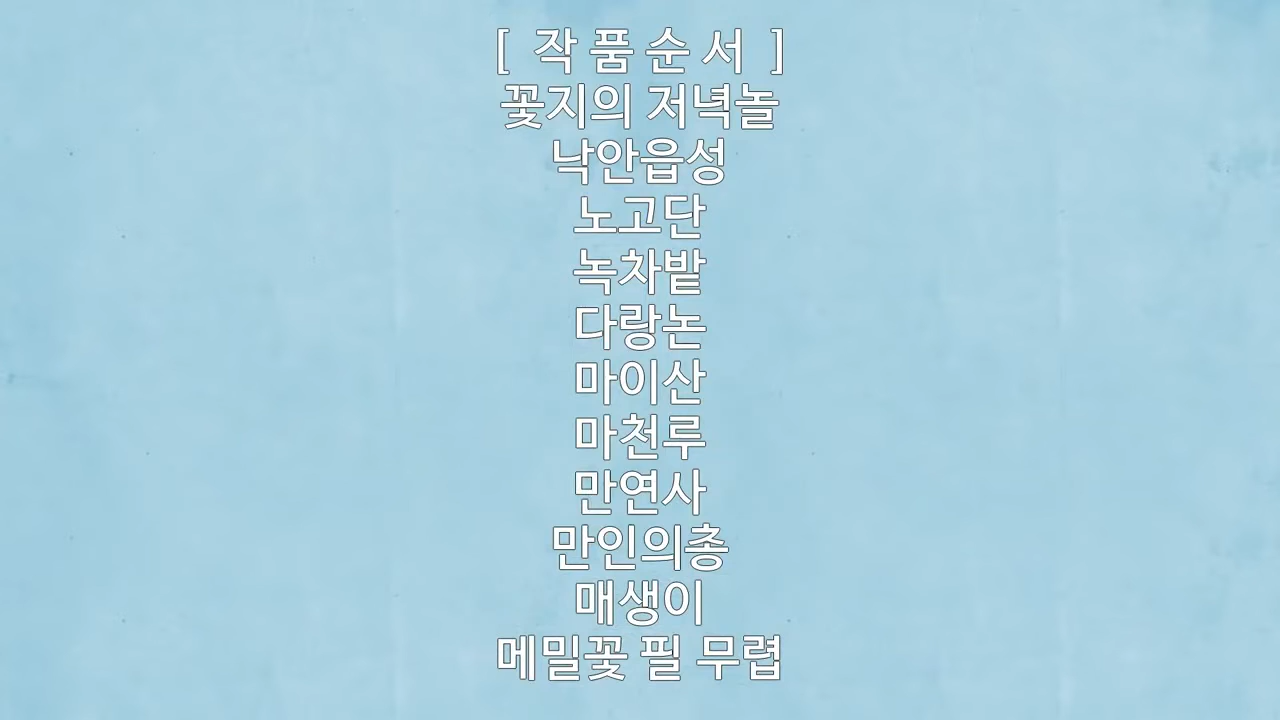 [ 작 품 순 서 ]
꽃지의 저녁놀
낙안읍성
노고단
녹차밭
다랑논
마이산
마천루
만연사
만인의총
매생이
메밀꽃 필 무렵